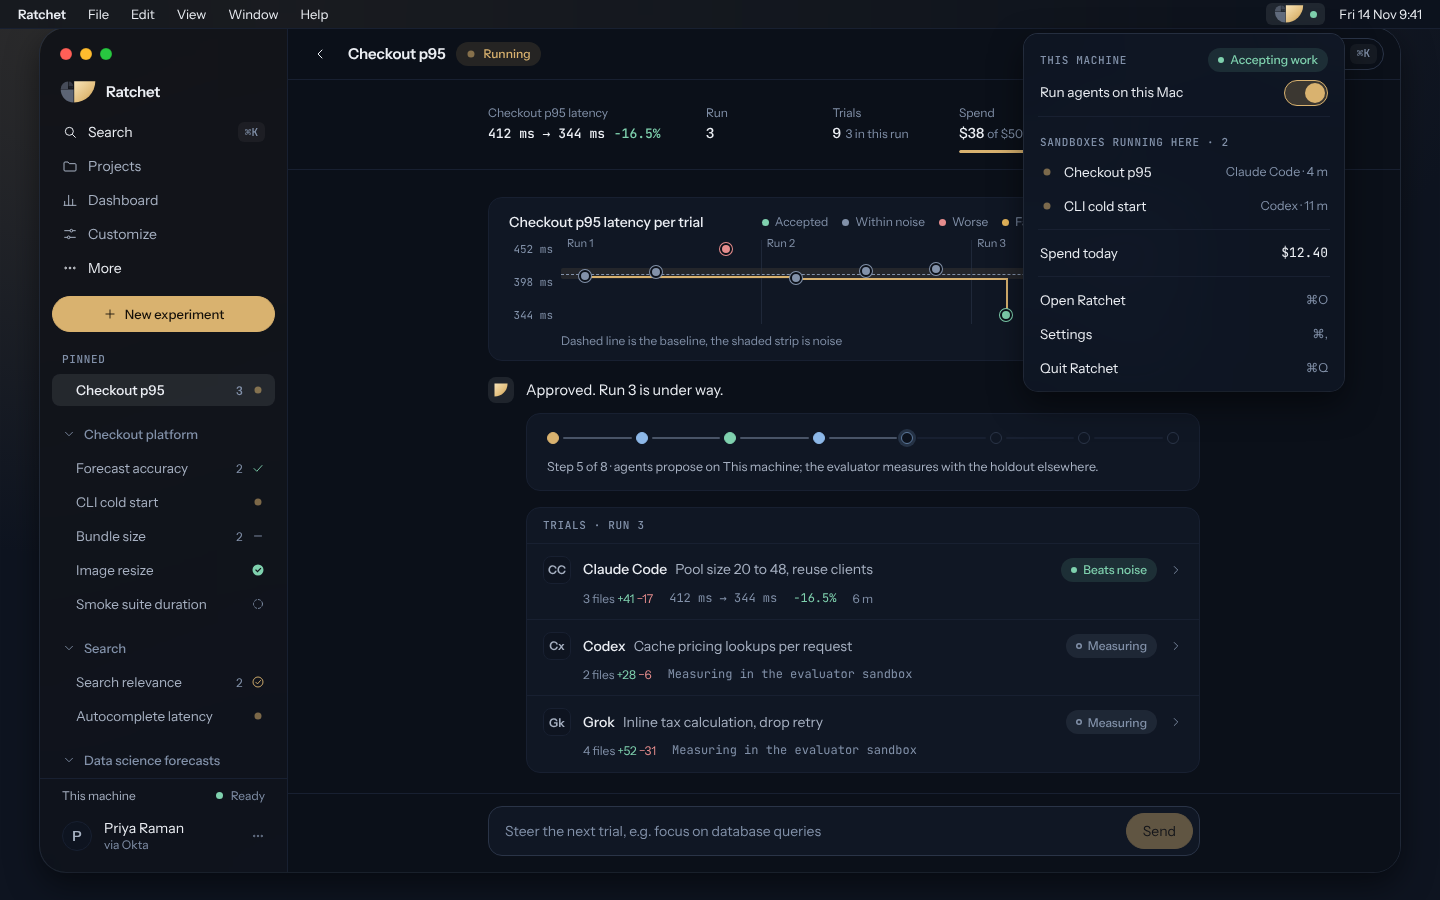 Ratchet File Edit View Window Help
Fri 14 Nov 9:41
Ratchet
Search ⌘K
Projects
Dashboard
Customize
More
+ New experiment
PINNED
Checkout p95 3
Checkout platform
Forecast accuracy 2
CLI cold start
Bundle size 2
Image resize
Smoke suite duration
Search
Search relevance 2
Autocomplete latency
Data science forecasts
This machine Ready
P
Priya Raman
via Okta
Checkout p95 Running
⌘K
Checkout p95 latency Run Trials Spend
412 ms → 344 ms -16.5% 3 9 3 in this run $38 of $50
Checkout p95 latency per trial Accepted Within noise Worse
452 ms Run 1 Run 2 Run 3
398 ms
344 ms
Dashed line is the baseline, the shaded strip is noise
Approved. Run 3 is under way.
Step 5 of 8 · agents propose on This machine; the evaluator measures with the holdout elsewhere.
TRIALS · RUN 3
CC Claude Code Pool size 20 to 48, reuse clients Beats noise
3 files +41 −17 412 ms → 344 ms -16.5% 6 m
Cx Codex Cache pricing lookups per request Measuring
2 files +28 −6 Measuring in the evaluator sandbox
Gk Grok Inline tax calculation, drop retry Measuring
4 files +52 −31 Measuring in the evaluator sandbox
Steer the next trial, e.g. focus on database queries Send
THIS MACHINE Accepting work
Run agents on this Mac
SANDBOXES RUNNING HERE · 2
Checkout p95 Claude Code · 4 m
CLI cold start Codex · 11 m
Spend today $12.40
Open Ratchet ⌘O
Settings ⌘,
Quit Ratchet ⌘Q